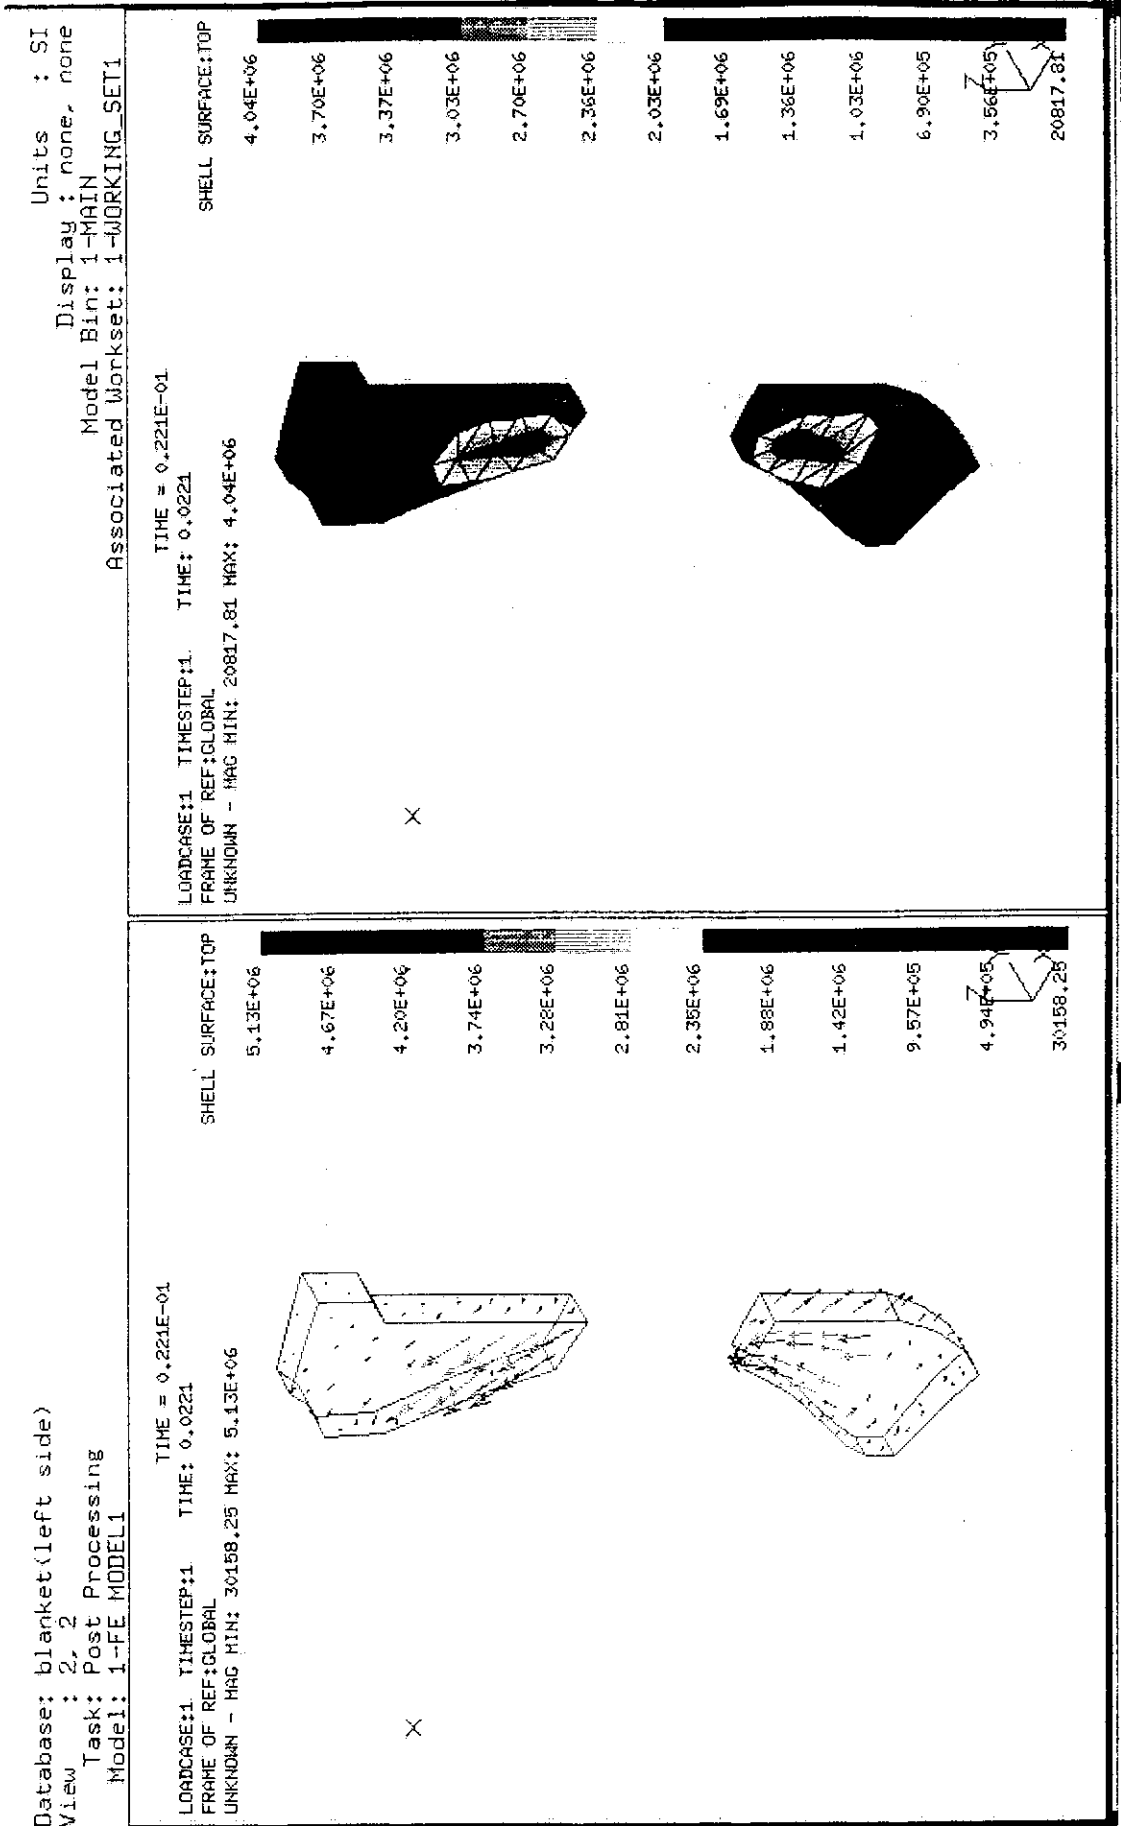 Database: blanket(left side)
View : 2, 2
Task: Post Processing
Model: 1-FE MODEL1
Units : SI
Display : none, none
Model Bin: 1-MAIN
Associated Workset: 1-WORKING_SET1
TIME = 0.221E-01
LOADCASE:1 TIMESTEP:1 TIME: 0.0221
FRAME OF REF:GLOBAL
UNKNOWN - MAG MIN: 30158.25 MAX: 5.13E+06
SHELL SURFACE:TOP
5.13E+06
4.67E+06
4.20E+06
3.74E+06
3.28E+06
2.81E+06
2.35E+06
1.88E+06
1.42E+06
9.57E+05
4.94E+05
30158.25
Z
X
TIME = 0.221E-01
LOADCASE:1 TIMESTEP:1 TIME: 0.0221
FRAME OF REF:GLOBAL
UNKNOWN - MAG MIN: 20817.81 MAX: 4.04E+06
SHELL SURFACE:TOP
4.04E+06
3.70E+06
3.37E+06
3.03E+06
2.70E+06
2.36E+06
2.03E+06
1.69E+06
1.36E+06
1.03E+06
6.90E+05
3.56E+05
20817.81
Z
X